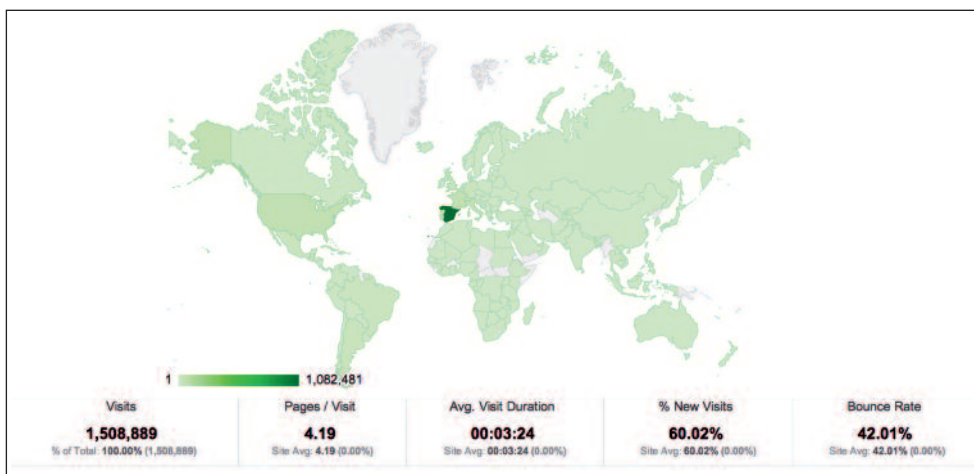 1 1,082,481
Visits Pages / Visit Avg. Visit Duration % New Visits Bounce Rate
1,508,889 4.19 00:03:24 60.02% 42.01%
% of Total: 100.00% (1,508,889) Site Avg: 4.19 (0.00%) Site Avg: 00:03:24 (0.00%) Site Avg: 60.02% (0.00%) Site Avg: 42.01% (0.00%)